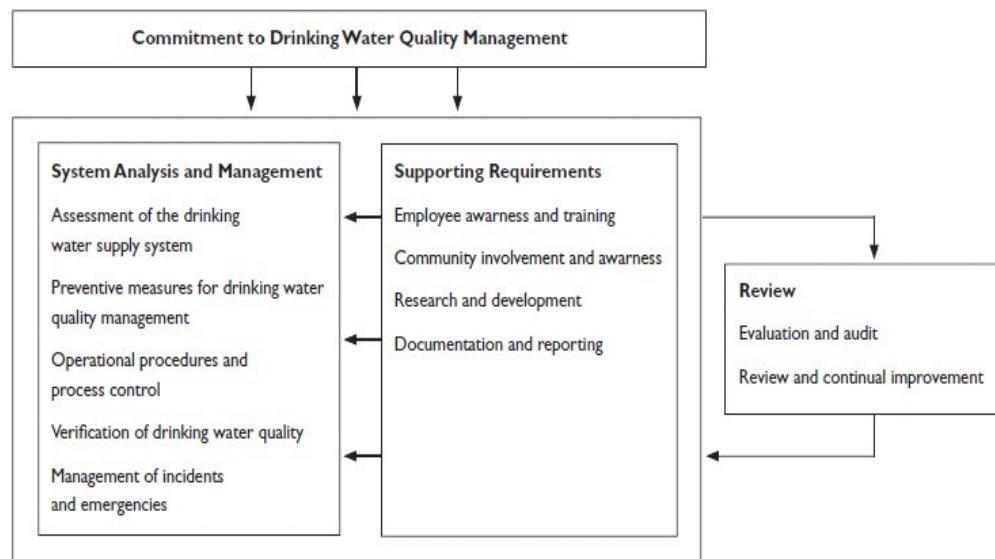 Commitment to Drinking Water Quality Management
System Analysis and Management
Assessment of the drinking
water supply system
Preventive measures for drinking water
quality management
Operational procedures and
process control
Verification of drinking water quality
Management of incidents
and emergencies
Supporting Requirements
Employee awarness and training
Community involvement and awarness
Research and development
Documentation and reporting
Review
Evaluation and audit
Review and continual improvement